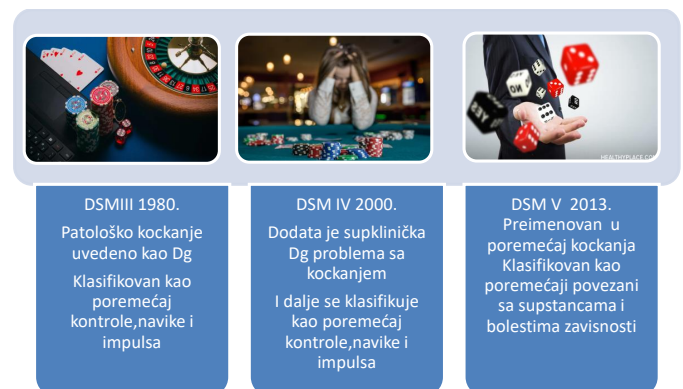 HEALTHYPLACE.CO
DSMIII 1980.
Patološko kockanje
uvedeno kao Dg
Klasifikovan kao
poremećaj
kontrole,navike i
impulsa
DSM IV 2000.
Dodata je supklinička
Dg problema sa
kockanjem
I dalje se klasifikuje
kao poremećaj
kontrole,navike i
impulsa
DSM V 2013.
Preimenovan u
poremećaj kockanja
Klasifikovan kao
poremećaji povezani
sa supstancama i
bolestima zavisnosti